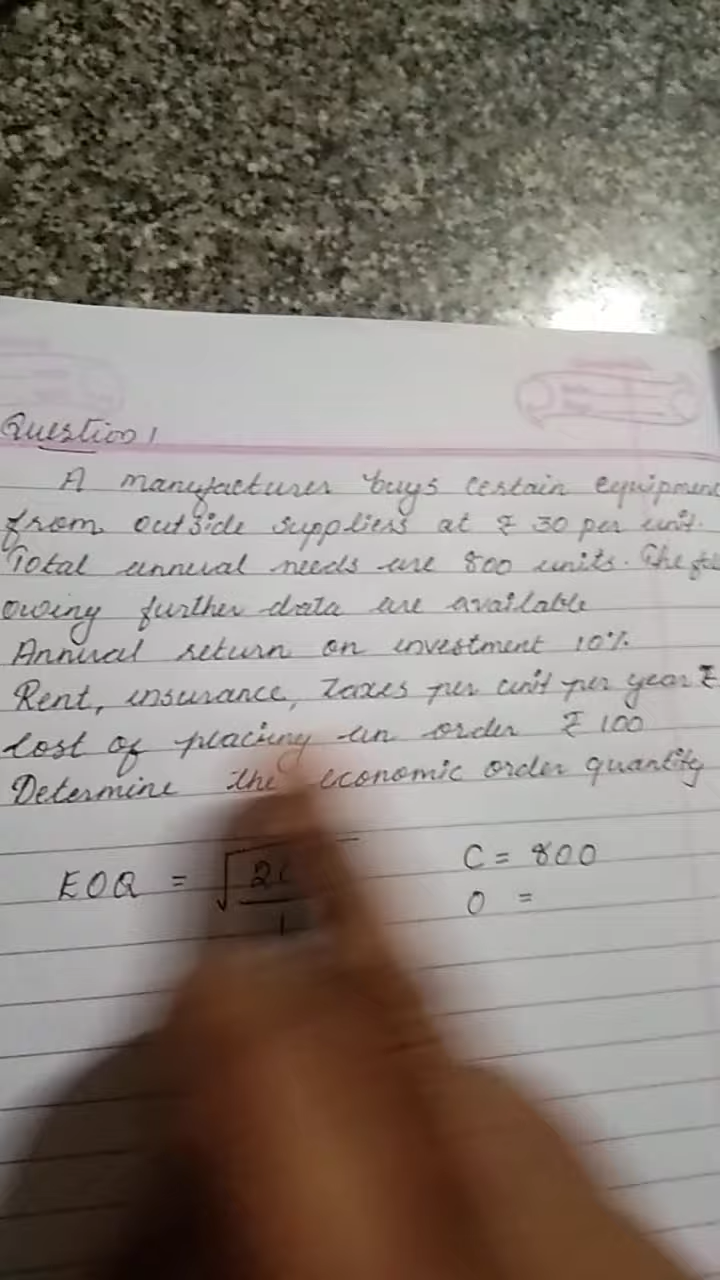 Question 1
A manufacturer buys certain equipment
from outside suppliers at ₹ 30 per unit.
Total annual needs are 800 units. The foll
owing further data are available
Annual return on investment 10%
Rent, insurance, Taxes per unit per year ₹
Cost of placing an order ₹ 100
Determine the economic order quantity
EOQ = √2
C = 800
O =